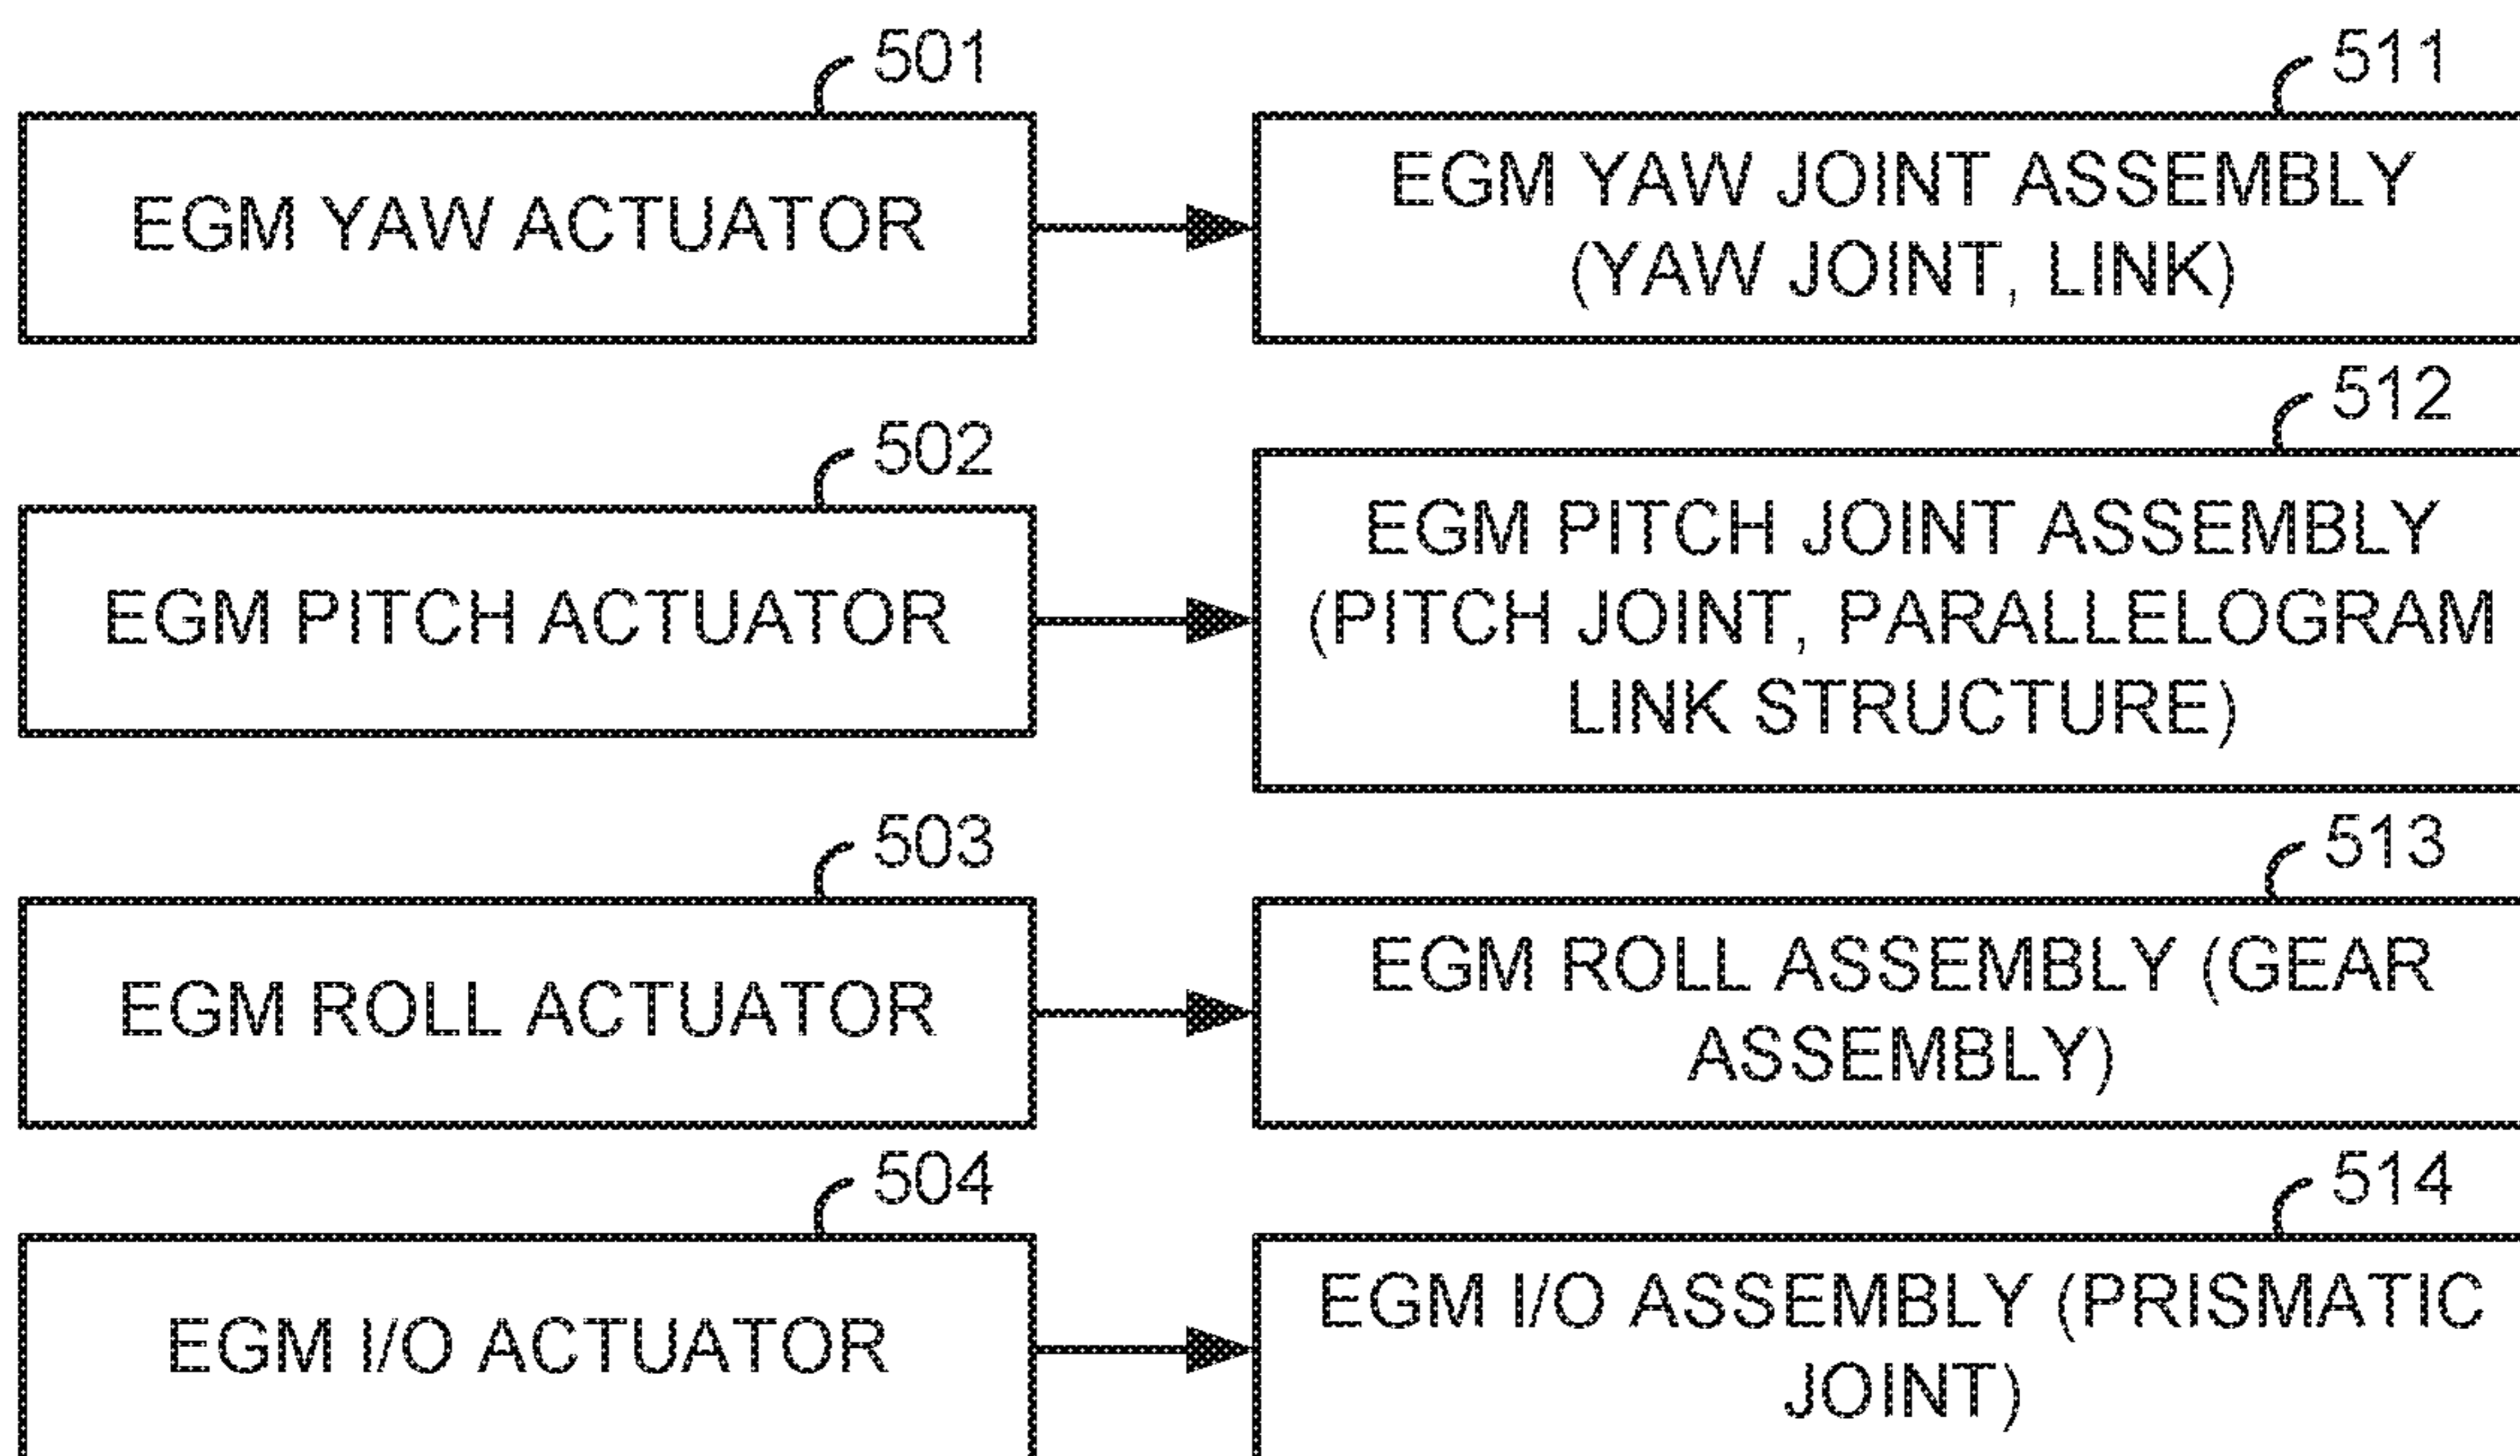 501
511
EGM YAW ACTUATOR
EGM YAW JOINT ASSEMBLY
(YAW JOINT, LINK)
502
512
EGM PITCH ACTUATOR
EGM PITCH JOINT ASSEMBLY
(PITCH JOINT, PARALLELOGRAM
LINK STRUCTURE)
503
513
EGM ROLL ACTUATOR
EGM ROLL ASSEMBLY (GEAR
ASSEMBLY)
504
514
EGM I/O ACTUATOR
EGM I/O ASSEMBLY (PRISMATIC
JOINT)